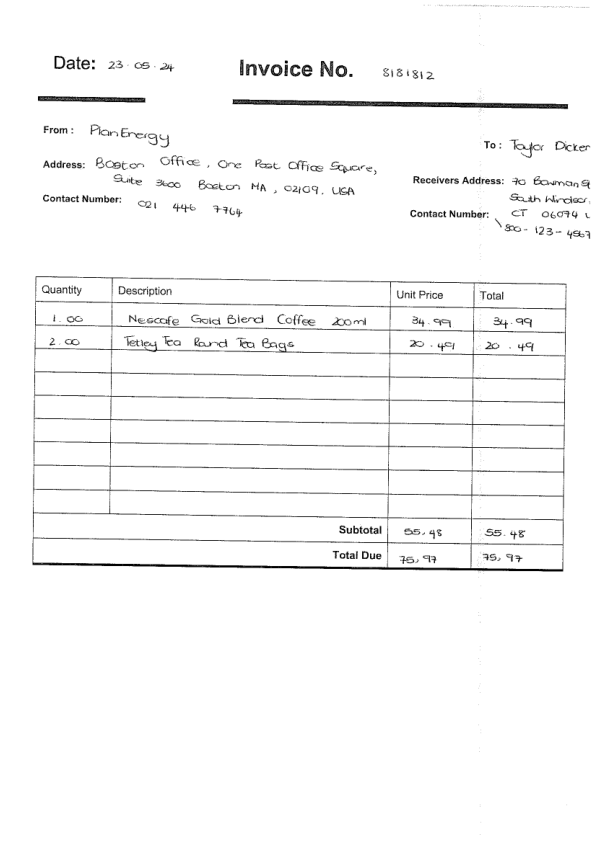 Date: 23-05-24 Invoice No. 8181812
From: PlanEnergy
To: Taylor Dicker
Address: Boston Office, One Post Office Square,
Suite 3600 Boston MA, 02109, USA
Receivers Address: 70 Bowman
South Windsor,
Contact Number: 021 446 7764
CT 06074
Contact Number: 800-123-4567
Quantity Description Unit Price Total
1.00 Nescafe Gold Blend Coffee 200ml 34.99 34.99
2.00 Tetley Tea Round Tea Bags 20.49 20.49
Subtotal 55.48 55.48
Total Due 75.97 75.97